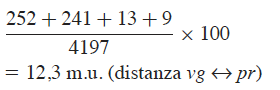 252 + 241 + 13 + 9
4197
× 100
= 12,3 m.u. (distanza vg ↔ pr)